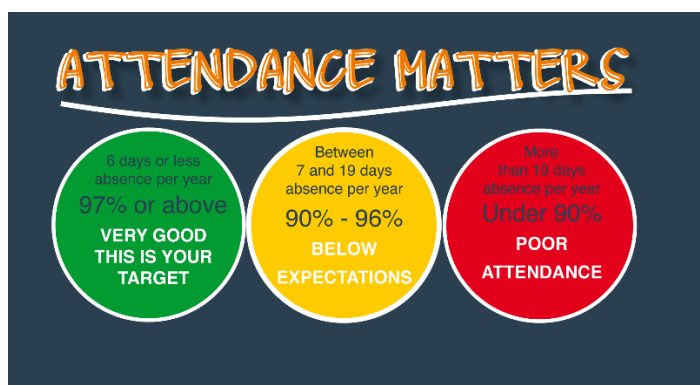 ATTENDANCE MATTERS
6 days or less
absence per year
97% or above
VERY GOOD
THIS IS YOUR
TARGET
Between
7 and 19 days
absence per year
90% - 96%
BELOW
EXPECTATIONS
More
than 19 days
absence per year
Under 90%
POOR
ATTENDANCE